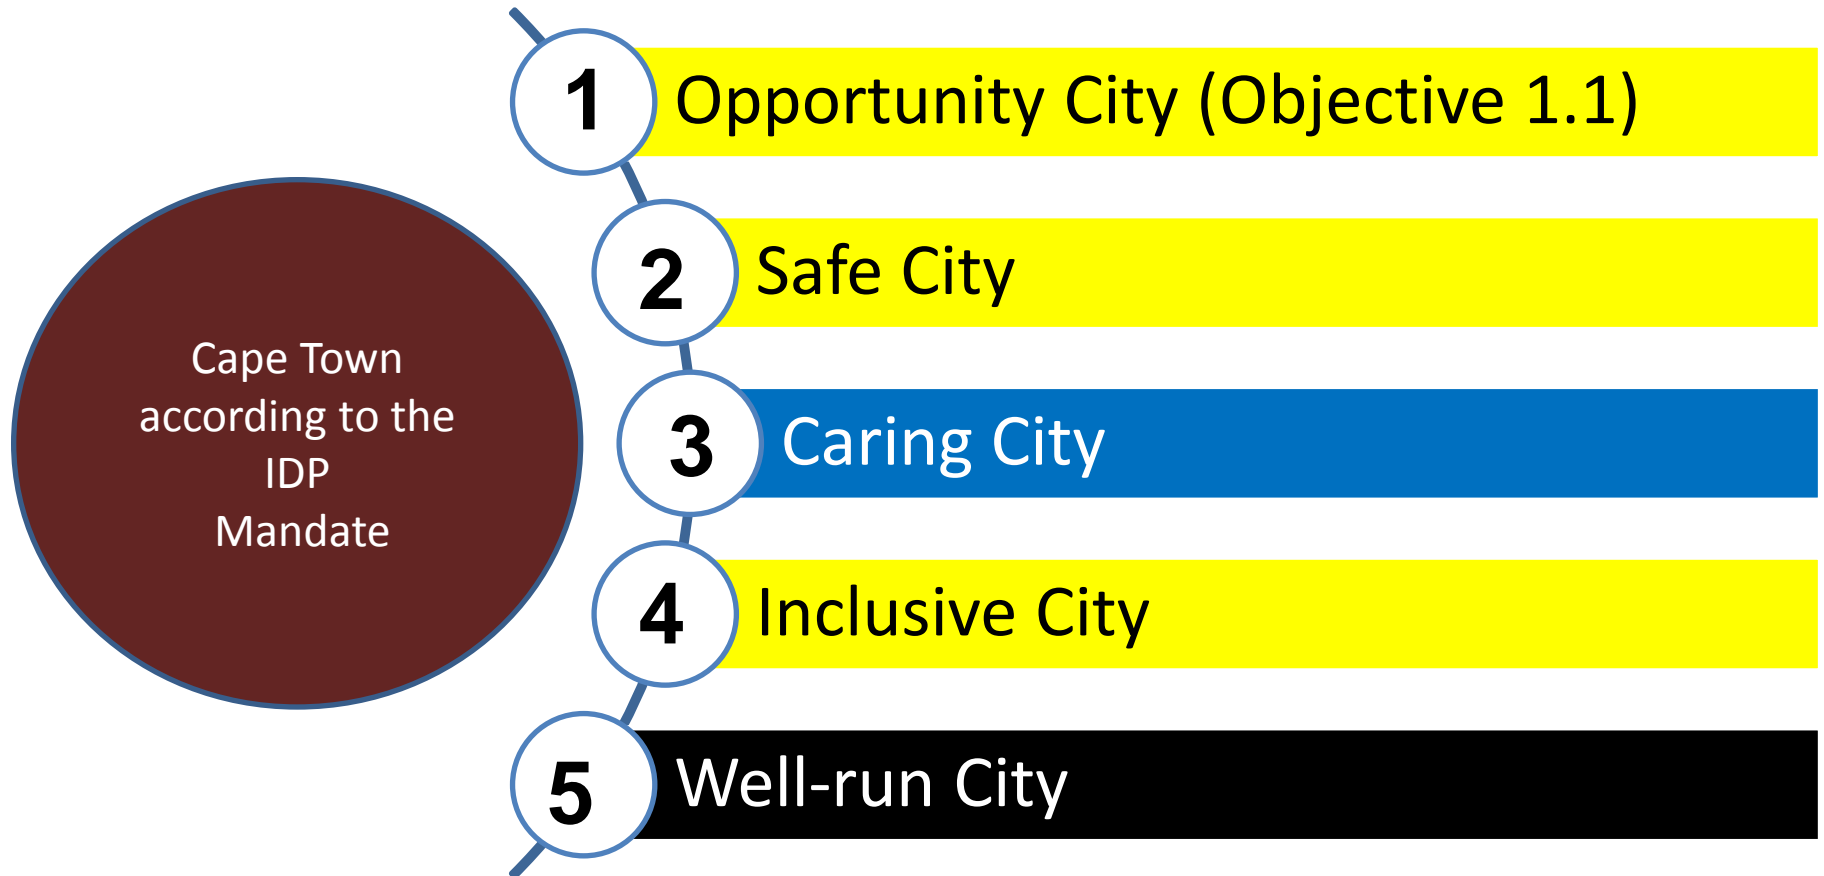 Cape Town
according to the
IDP
Mandate
1
Opportunity City (Objective 1.1)
2
Safe City
3
Caring City
4
Inclusive City
5
Well-run City